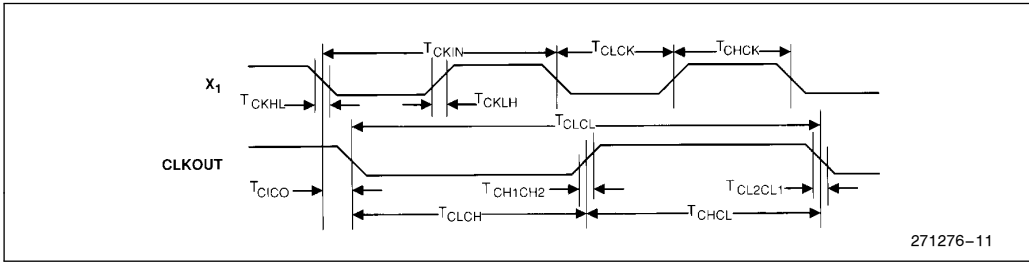 TCKIN TCLCK TCHCK
X1
TCKHL TCKLH
TCLCL
CLKOUT
TCICO TCH1CH2 TCL2CL1
TCLCH TCHCL
271276-11